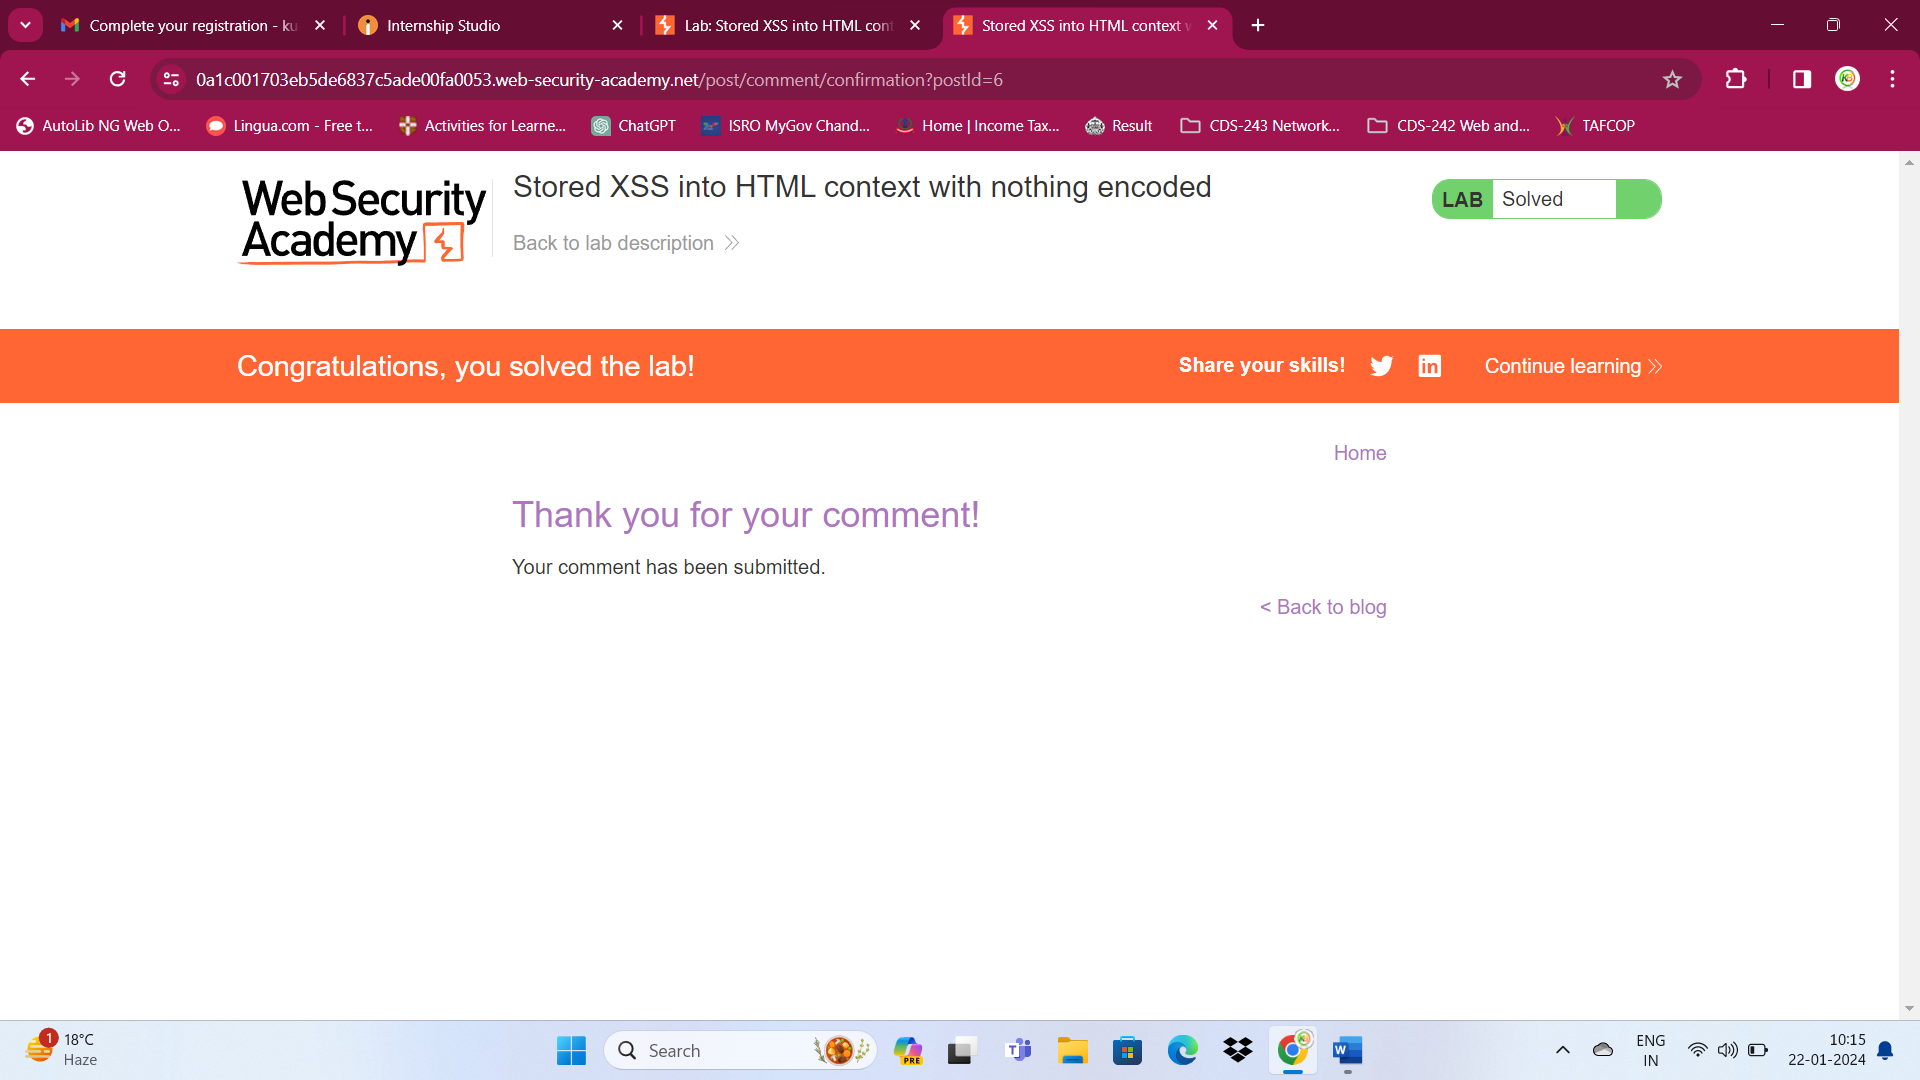 Complete your registration - ku
Internship Studio
Lab: Stored XSS into HTML cont
Stored XSS into HTML context w
0a1c001703eb5de6837c5ade00fa0053.web-security-academy.net/post/comment/confirmation?postId=6
AutoLib NG Web O...
Lingua.com - Free t...
Activities for Learne...
ChatGPT
ISRO MyGov Chand...
Home | Income Tax...
Result
CDS-243 Network...
CDS-242 Web and...
TAFCOP
Web Security
Academy
Stored XSS into HTML context with nothing encoded
Back to lab description
LAB Solved
Congratulations, you solved the lab!
Share your skills!
in
Continue learning
Home
Thank you for your comment!
Your comment has been submitted.
< Back to blog
1
18°C
Haze
Search
PRE
T
W
ENG
IN
10:15
22-01-2024